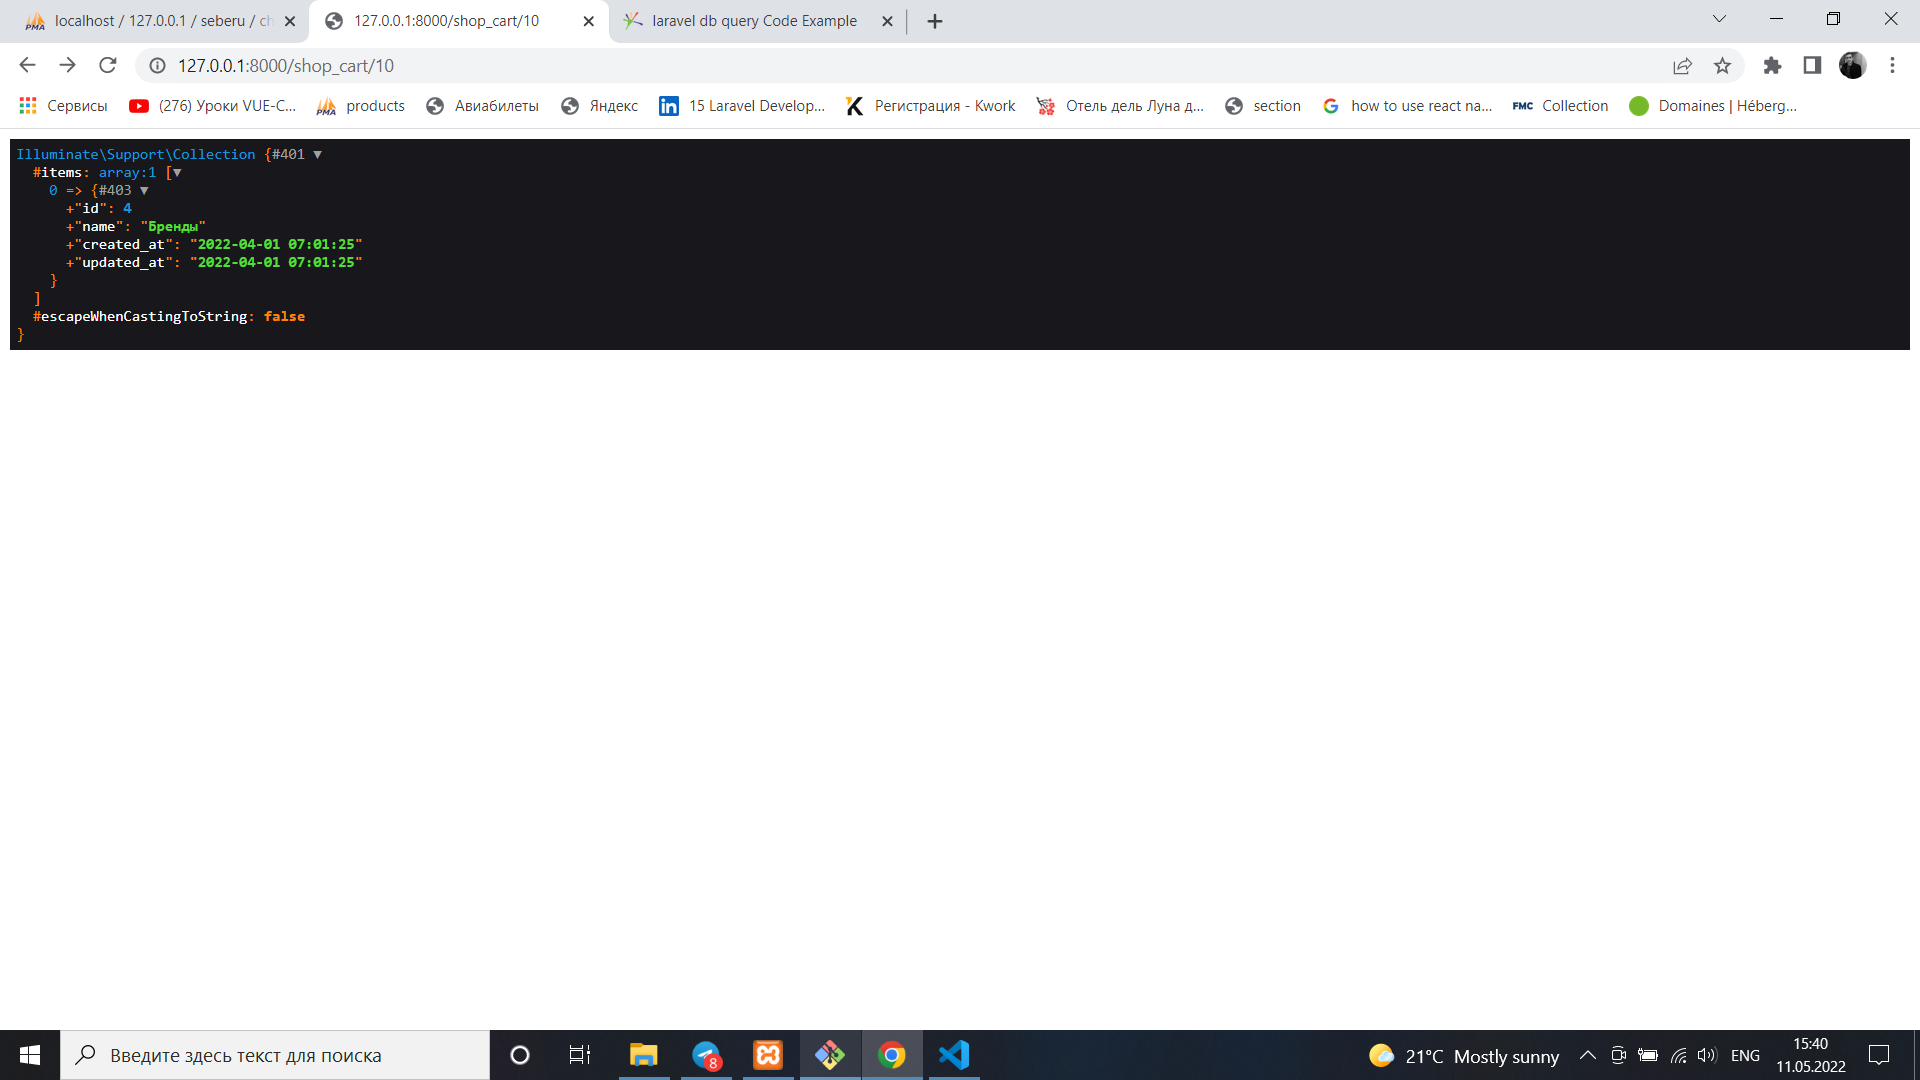 localhost / 127.0.0.1 / seberu / ch
127.0.0.1:8000/shop_cart/10
laravel db query Code Example
127.0.0.1:8000/shop_cart/10
Сервисы
(276) Уроки VUE-C...
products
Авиабилеты
Яндекс
15 Laravel Develop...
Регистрация - Kwork
Отель дель Луна д...
section
how to use react na...
FMC Collection
Domaines | Héberg...
Illuminate\Support\Collection {#401 ▼
#items: array:1 [▼
0 => {#403 ▼
+"id": 4
+"name": "Бренды"
+"created_at": "2022-04-01 07:01:25"
+"updated_at": "2022-04-01 07:01:25"
}
]
#escapeWhenCastingToString: false
}
Введите здесь текст для поиска
8
21°C Mostly sunny
ENG
15:40
11.05.2022